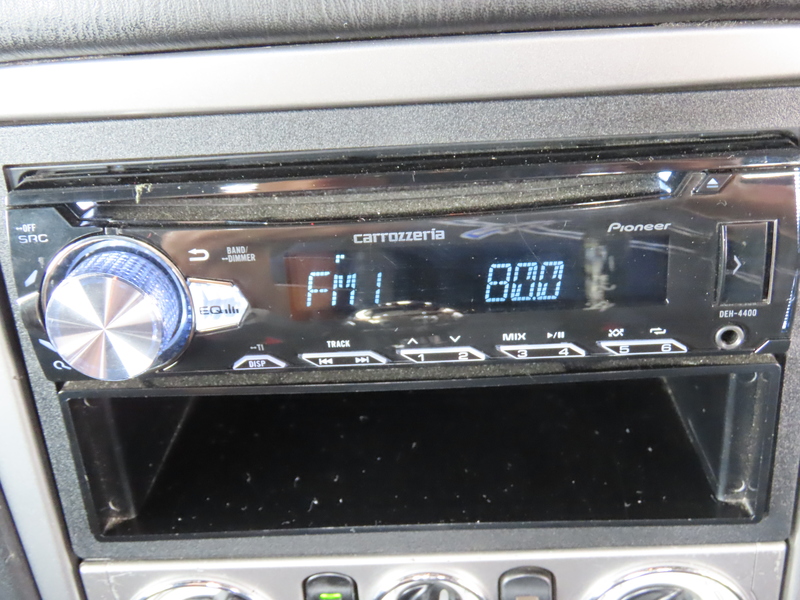 OFF
SRC
BAND/
DIMMER
carrozzeria
Pioneer
FM1 80.0
EQ
DEH-4400
TI
DISP
TRACK
1 2
MIX
3 4
5 6